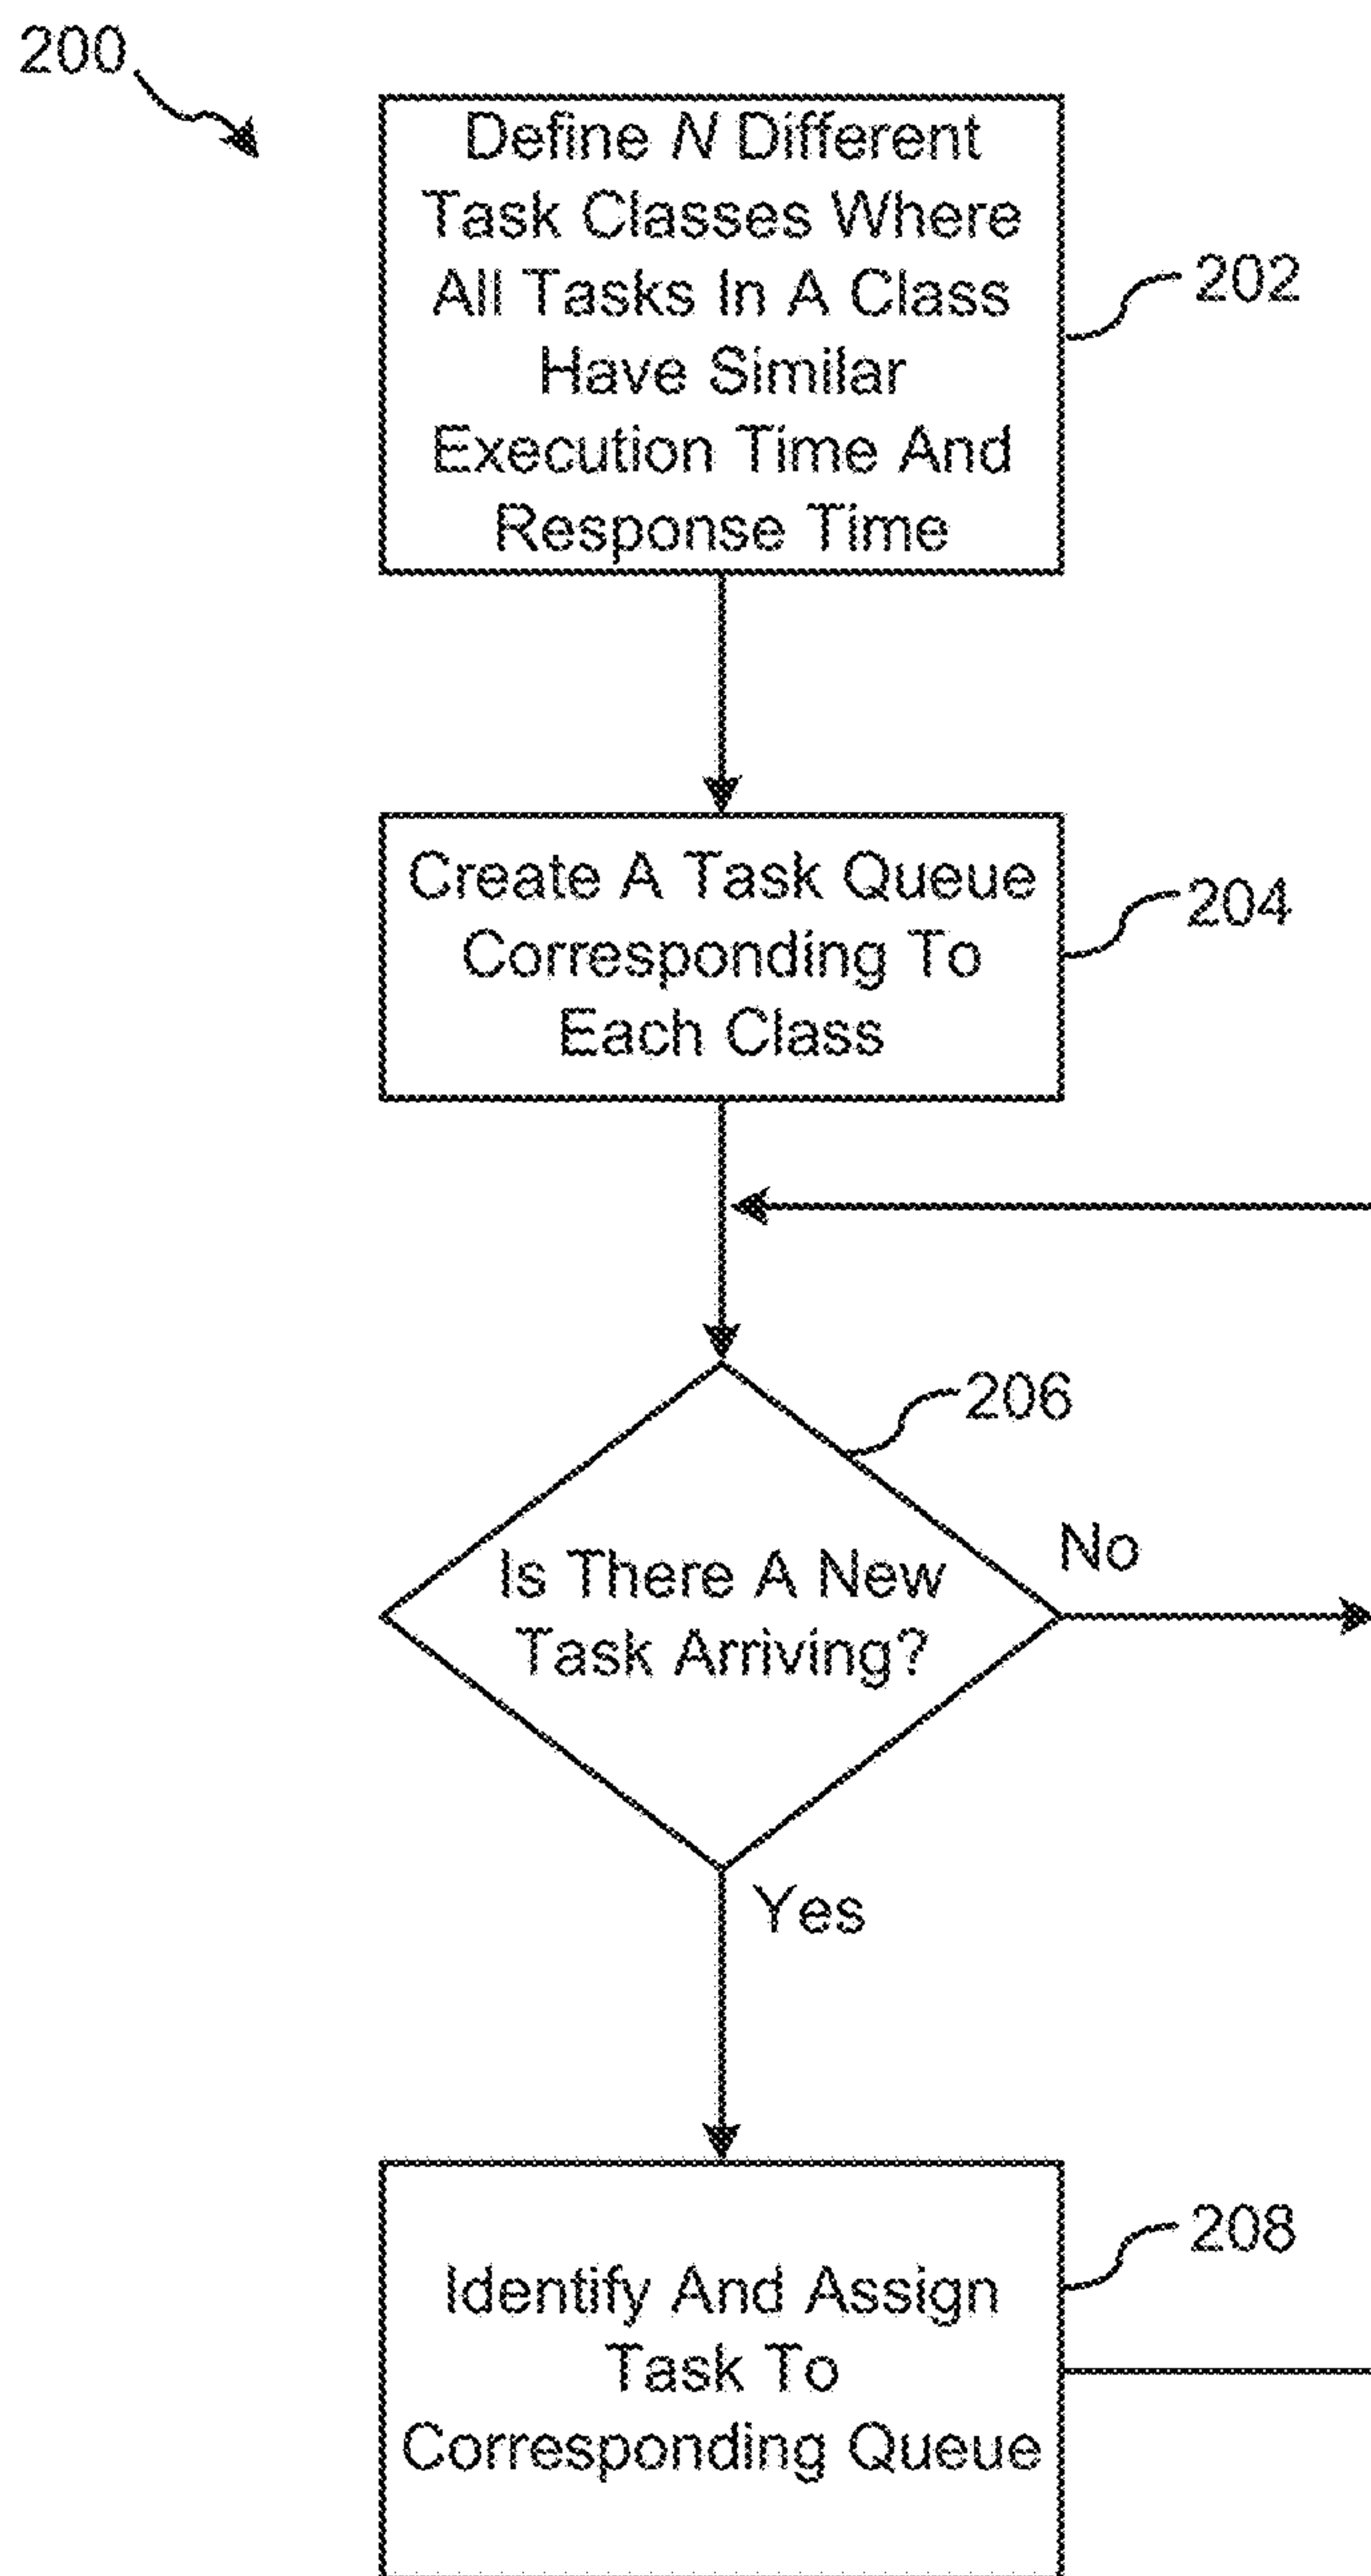 200
Define N Different
Task Classes Where
All Tasks In A Class
Have Similar
Execution Time And
Response Time
202
Create A Task Queue
Corresponding To
Each Class
204
206
Is There A New
Task Arriving?
No
Yes
208
Identify And Assign
Task To
Corresponding Queue